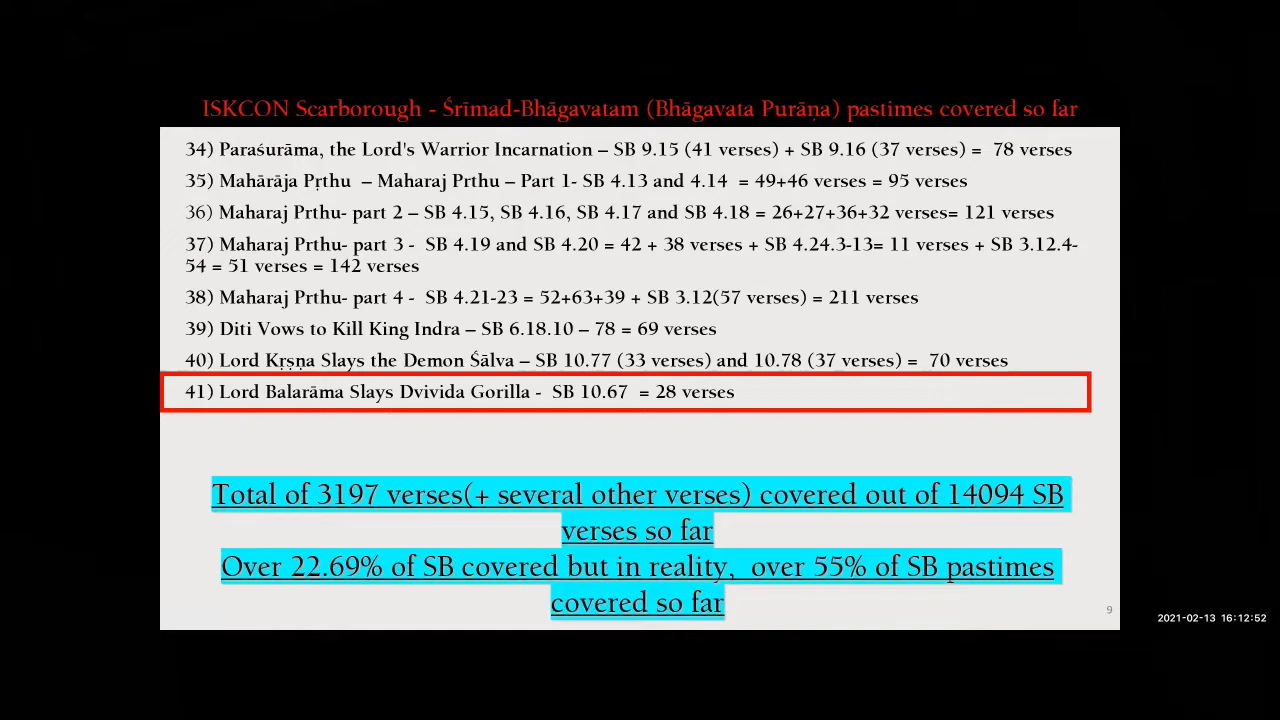 ISKCON Scarborough - Śrīmad-Bhāgavatam (Bhāgavata Purāṇa) pastimes covered so far
34) Paraśurāma, the Lord's Warrior Incarnation – SB 9.15 (41 verses) + SB 9.16 (37 verses) = 78 verses
35) Mahārāja Pṛthu – Maharaj Prthu – Part 1- SB 4.13 and 4.14 = 49+46 verses = 95 verses
36) Maharaj Prthu- part 2 – SB 4.15, SB 4.16, SB 4.17 and SB 4.18 = 26+27+36+32 verses= 121 verses
37) Maharaj Prthu- part 3 - SB 4.19 and SB 4.20 = 42 + 38 verses + SB 4.24.3-13= 11 verses + SB 3.12.4-
54 = 51 verses = 142 verses
38) Maharaj Prthu- part 4 - SB 4.21-23 = 52+63+39 + SB 3.12(57 verses) = 211 verses
39) Diti Vows to Kill King Indra – SB 6.18.10 – 78 = 69 verses
40) Lord Kṛṣṇa Slays the Demon Śālva – SB 10.77 (33 verses) and 10.78 (37 verses) = 70 verses
41) Lord Balarāma Slays Dvivida Gorilla - SB 10.67 = 28 verses
Total of 3197 verses(+ several other verses) covered out of 14094 SB
verses so far
Over 22.69% of SB covered but in reality, over 55% of SB pastimes
covered so far
9
2021-02-13 16:12:52